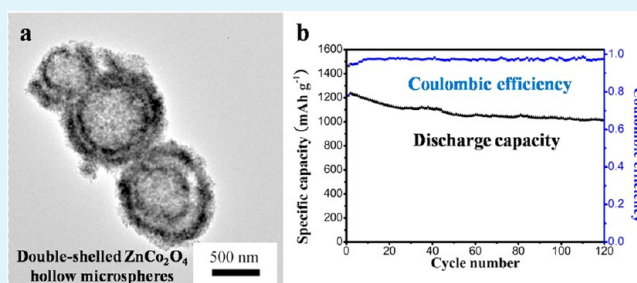 a
Double-shelled ZnCo₂O₄
hollow microspheres
500 nm
b
Specific capacity (mAh g⁻¹)
1600
1400
1200
1000
800
600
400
200
0
Coulombic efficiency
Discharge capacity
0 20 40 60 80 100 120
Cycle number
1.0
0.8
0.6
0.4
0.2
0.0